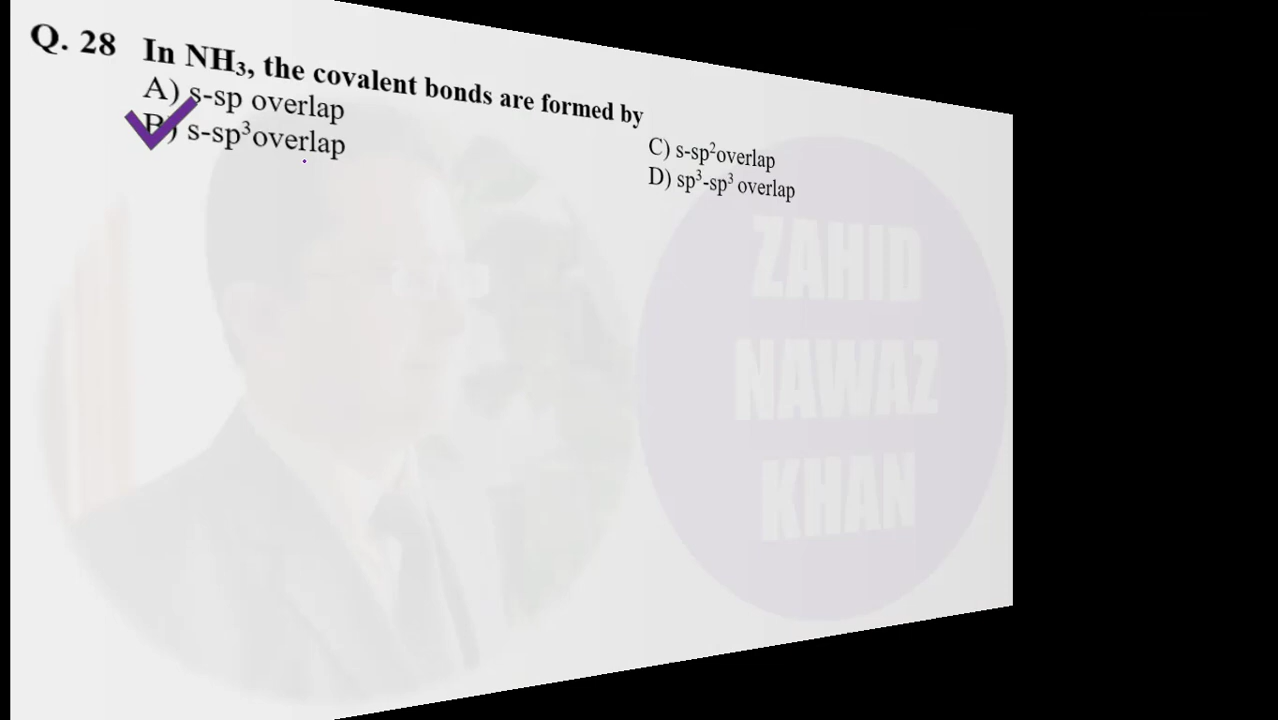 Q. 28 In NH₃, the covalent bonds are formed by
A) s-sp overlap
B) s-sp³overlap
C) s-sp²overlap
D) sp³-sp³ overlap
ZAHID
NAWAZ
KHAN